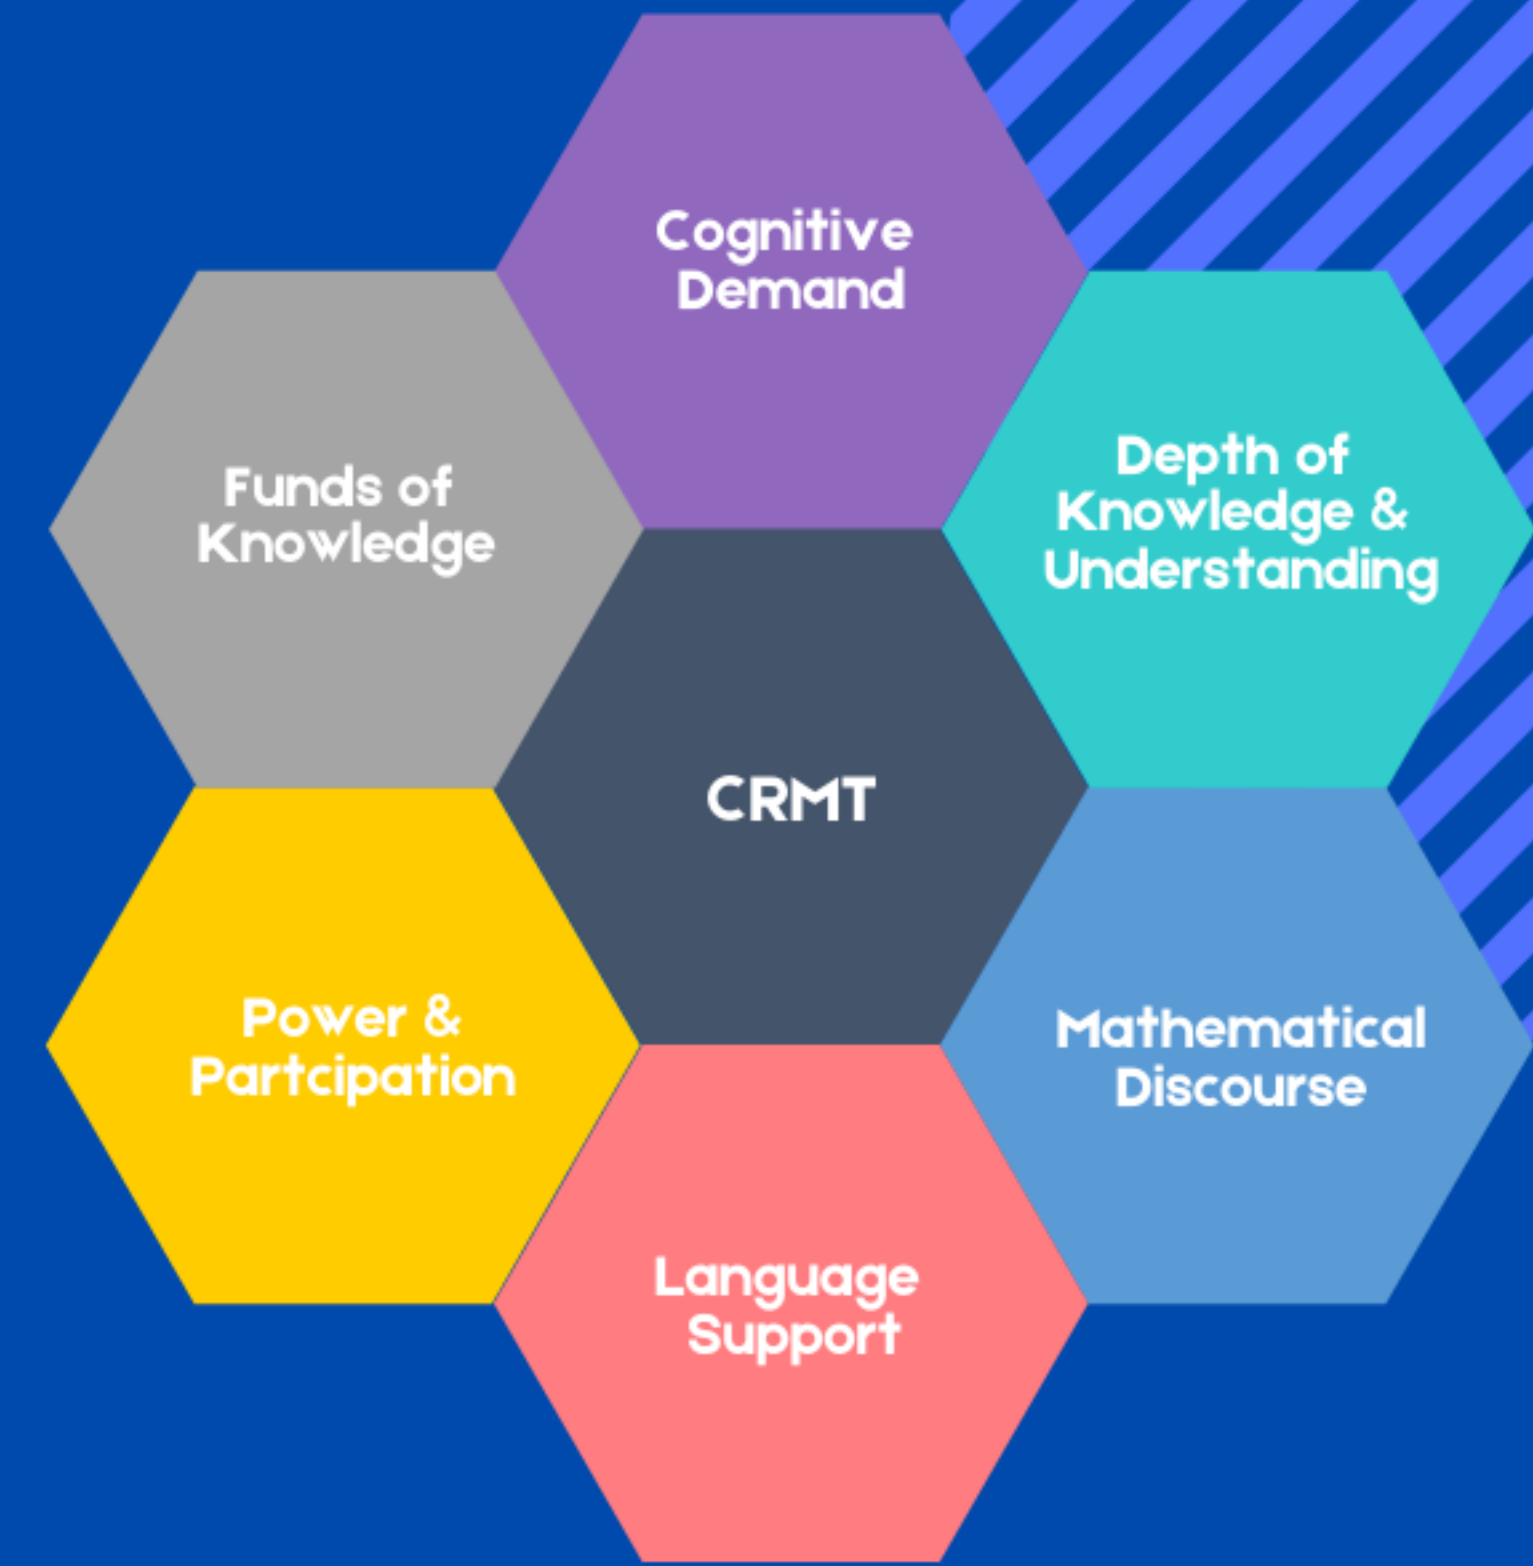 Cognitive
Demand
Funds of
Knowledge
Depth of
Knowledge &
Understanding
CRMT
Power &
Partcipation
Mathematical
Discourse
Language
Support